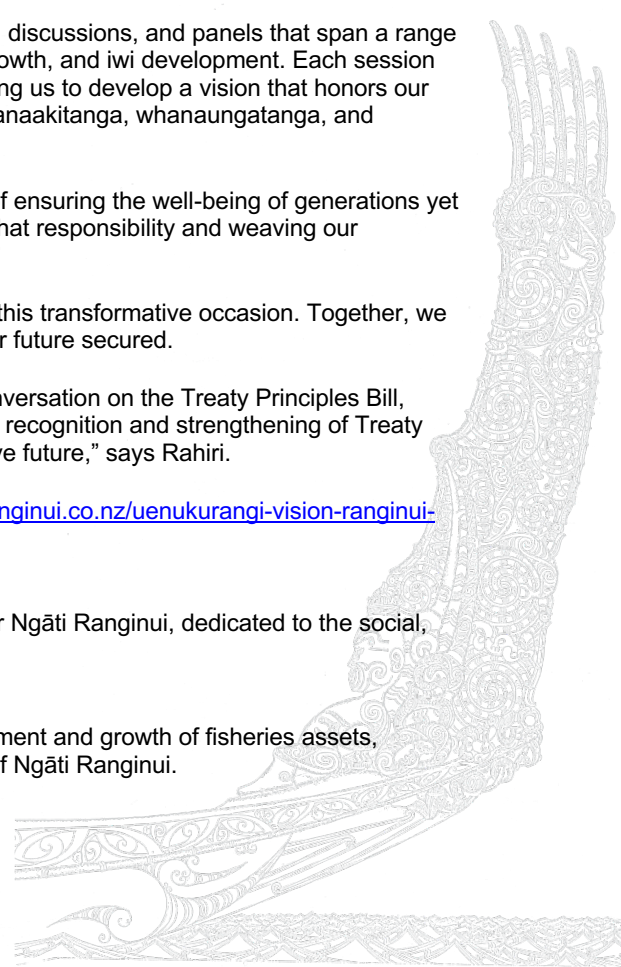 discussions, and panels that span a range
owth, and iwi development. Each session
ng us to develop a vision that honors our
anaakitanga, whanaungatanga, and
of ensuring the well-being of generations yet
hat responsibility and weaving our
this transformative occasion. Together, we
r future secured.
nversation on the Treaty Principles Bill,
recognition and strengthening of Treaty
ve future,” says Rahiri.
nginui.co.nz/uenukurangi-vision-ranginui-
r Ngāti Ranginui, dedicated to the social,
ment and growth of fisheries assets,
of Ngāti Ranginui.